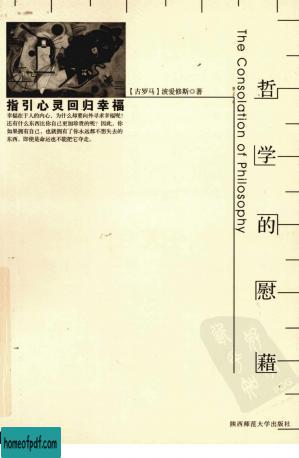 The Consolation of Philosophy
哲学的慰藉
【古罗马】波爱修斯◎著
指引心灵回归幸福
幸福在于人的内心，为什么却要向外寻求幸福呢？
还有什么东西比你自己更加珍贵的呢？因此，你
如果拥有自己，也就拥有了你永远都不想失去的
东西，即使是命运也不能把它夺走。
陕西师范大学出版社
homeofpdf.com